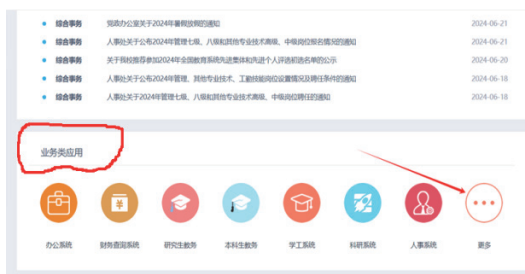 综合事务 党政办公室关于2024年暑假放假的通知 2024-06-21
综合事务 人事处关于公布2024年管理七级、八级和其他专业技术高级、中级岗位报名情况的通知 2024-06-21
综合事务 关于我校推荐参加2024年全国教育系统先进集体和先进个人评选初选名单的公示 2024-06-20
综合事务 人事处关于公布2024年管理、其他专业技术、工勤技能岗位设置情况及聘任条件的通知 2024-06-18
综合事务 人事处关于2024年管理七级、八级和其他专业技术高级、中级岗位聘任的通知 2024-06-18
业务类应用
办公系统 财务查询系统 研究生教务 本科生教务 学工系统 科研系统 人事系统 更多